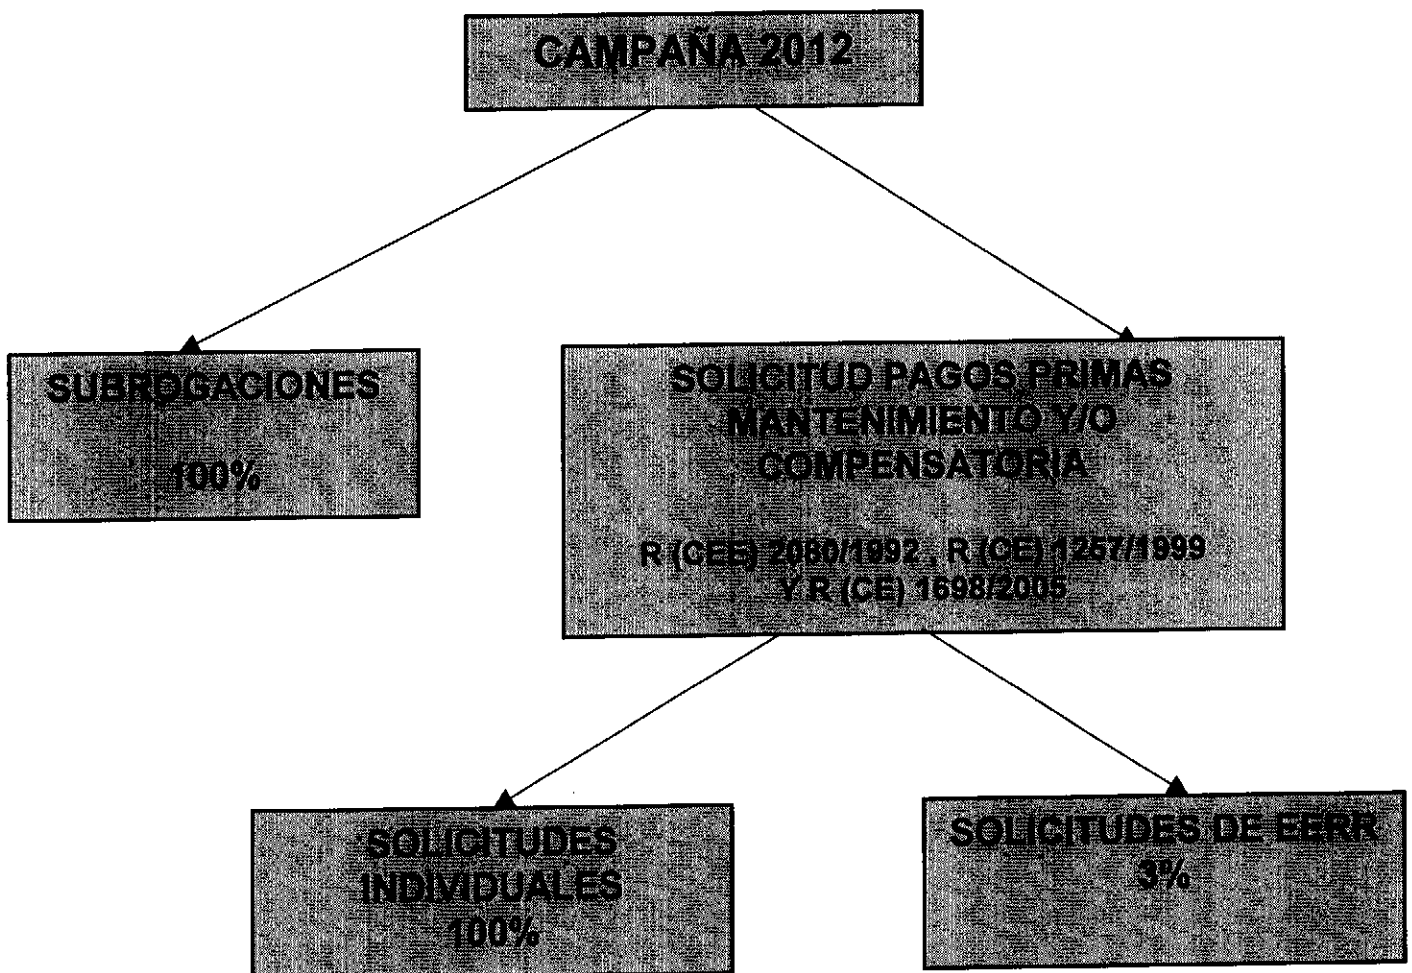 CAMPAÑA 2012
SUBROGACIONES
100%
SOLICITUD PAGOS PRIMAS
MANTENIMIENTO Y/O
COMPENSATORIA
R (CEE) 2080/1992 , R (CE) 1257/1999
Y R (CE) 1698/2005
SOLICITUDES
INDIVIDUALES
100%
SOLICITUDES DE EERR
3%